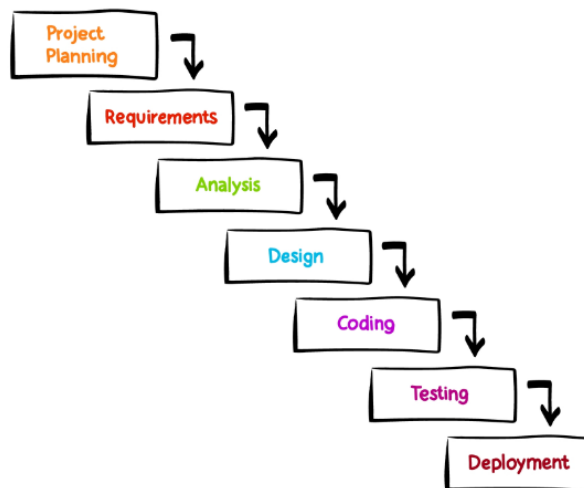 Project
Planning
Requirements
Analysis
Design
Coding
Testing
Deployment